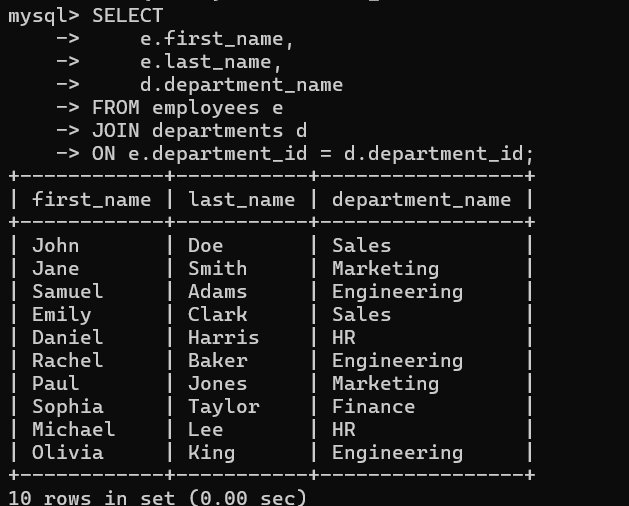 mysql> SELECT
    ->     e.first_name,
    ->     e.last_name,
    ->     d.department_name
    -> FROM employees e
    -> JOIN departments d
    -> ON e.department_id = d.department_id;
+------------+-----------+-----------------+
| first_name | last_name | department_name |
+------------+-----------+-----------------+
| John       | Doe       | Sales           |
| Jane       | Smith     | Marketing       |
| Samuel     | Adams     | Engineering     |
| Emily      | Clark     | Sales           |
| Daniel     | Harris    | HR              |
| Rachel     | Baker     | Engineering     |
| Paul       | Jones     | Marketing       |
| Sophia     | Taylor    | Finance         |
| Michael    | Lee       | HR              |
| Olivia     | King      | Engineering     |
+------------+-----------+-----------------+
10 rows in set (0.00 sec)